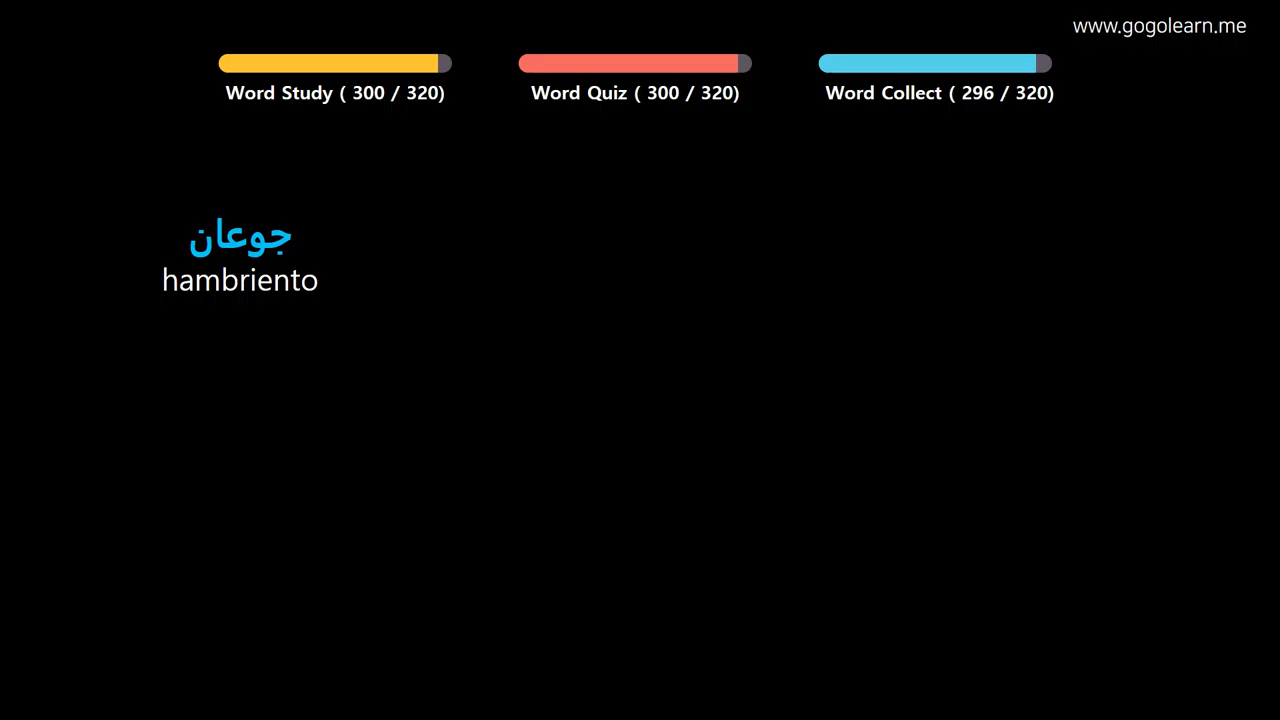 www.gogolearn.me
Word Study ( 300 / 320)
Word Quiz ( 300 / 320)
Word Collect ( 296 / 320)
جوعان
hambriento